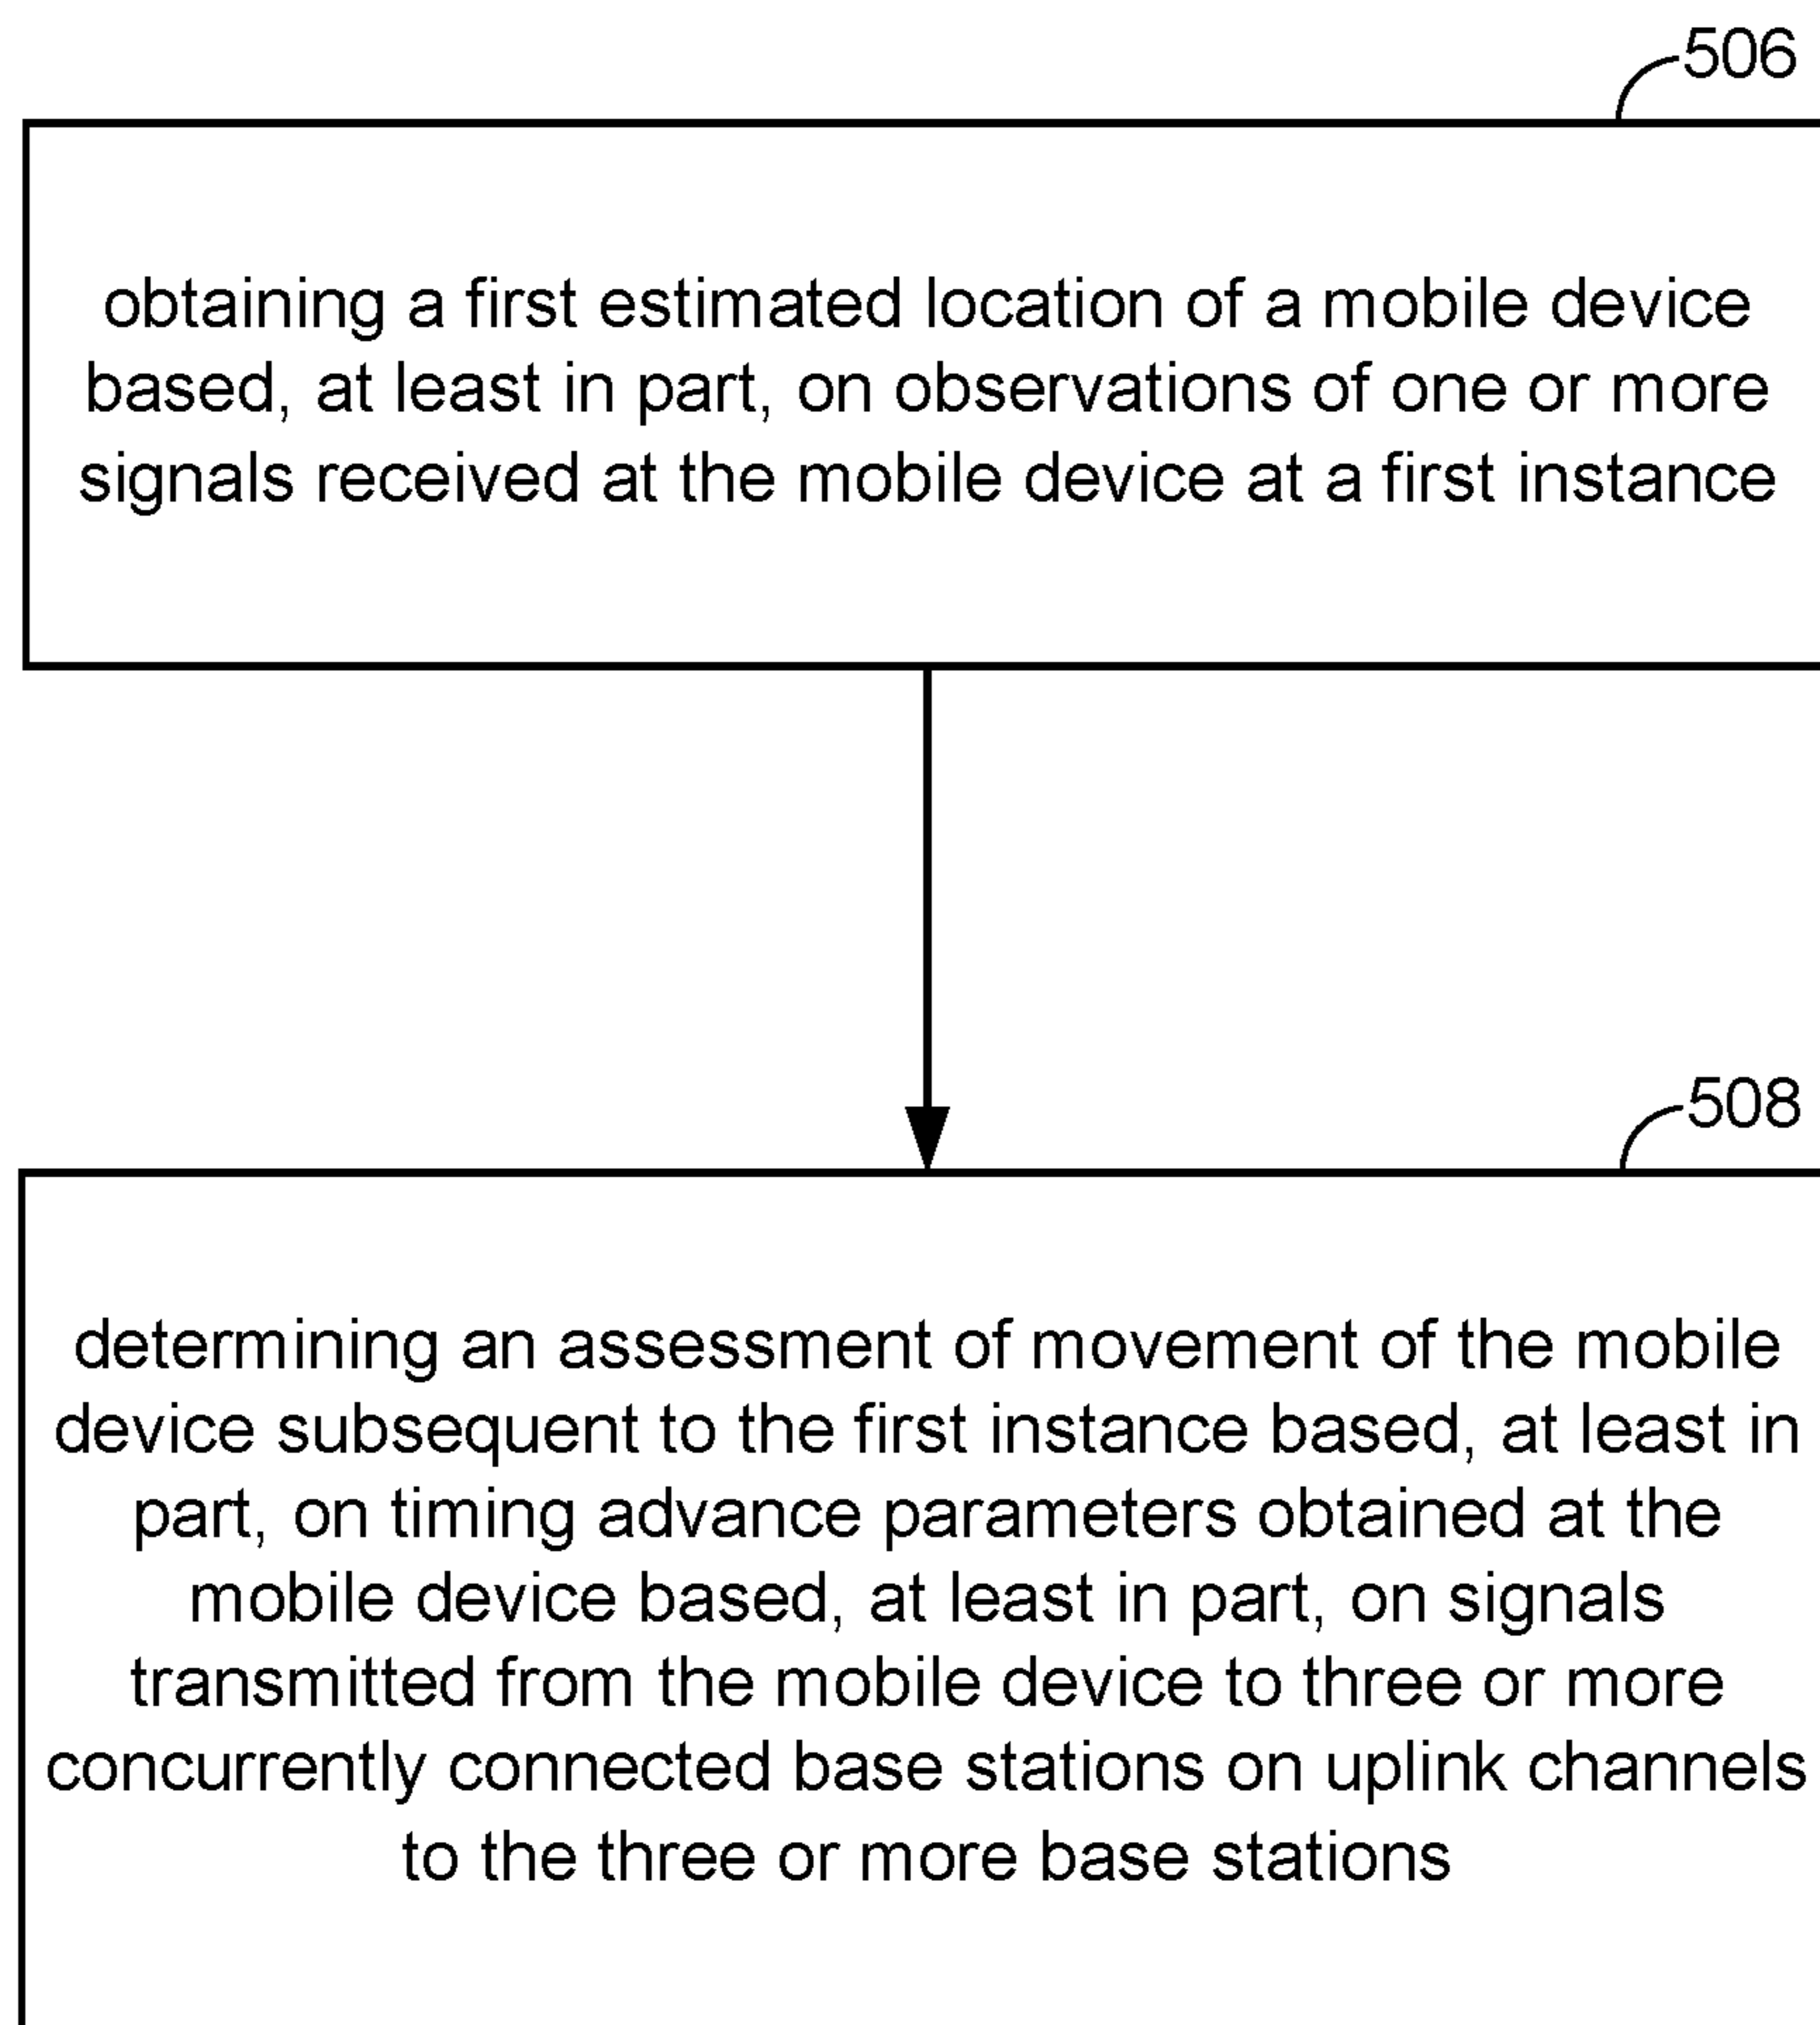 506
obtaining a first estimated location of a mobile device
based, at least in part, on observations of one or more
signals received at the mobile device at a first instance
508
determining an assessment of movement of the mobile
device subsequent to the first instance based, at least in
part, on timing advance parameters obtained at the
mobile device based, at least in part, on signals
transmitted from the mobile device to three or more
concurrently connected base stations on uplink channels
to the three or more base stations